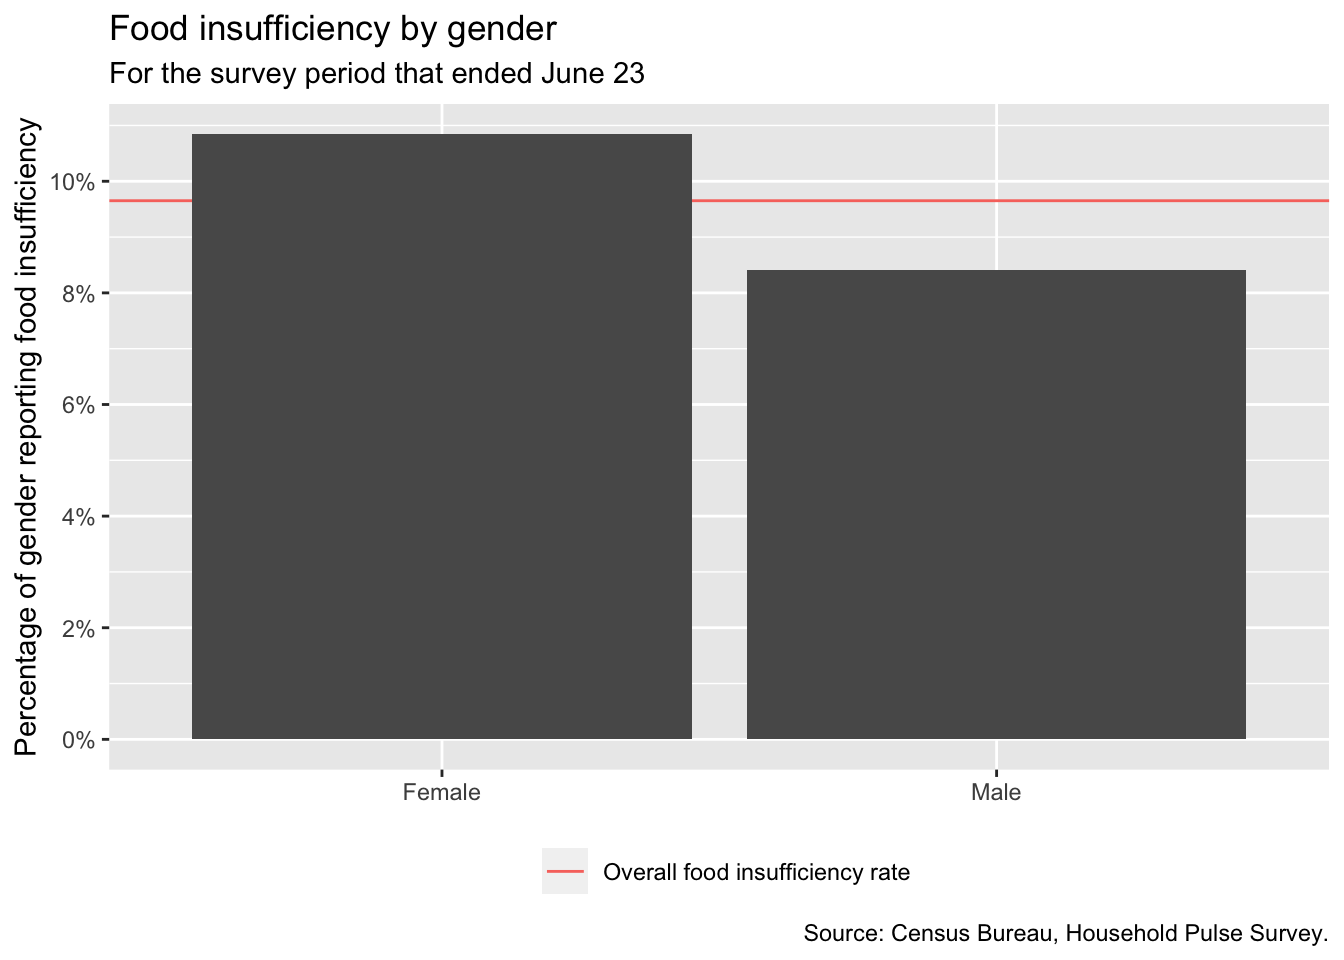 Food insufficiency by gender
For the survey period that ended June 23
Percentage of gender reporting food insufficiency
10%
8%
6%
4%
2%
0%
Female
Male
Overall food insufficiency rate
Source: Census Bureau, Household Pulse Survey.